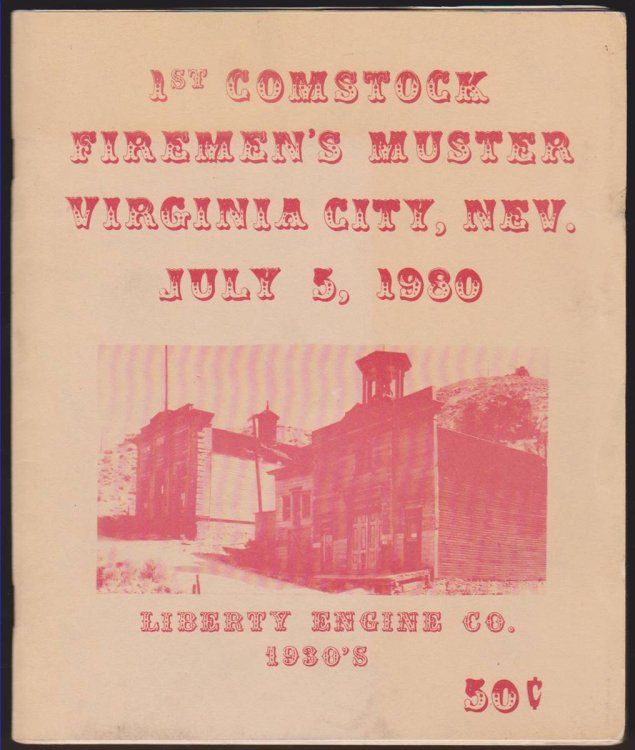 1ST COMSTOCK
FIREMEN'S MUSTER
VIRGINIA CITY, NEV.
JULY 5, 1980
LIBERTY ENGINE CO.
1930'S
50¢